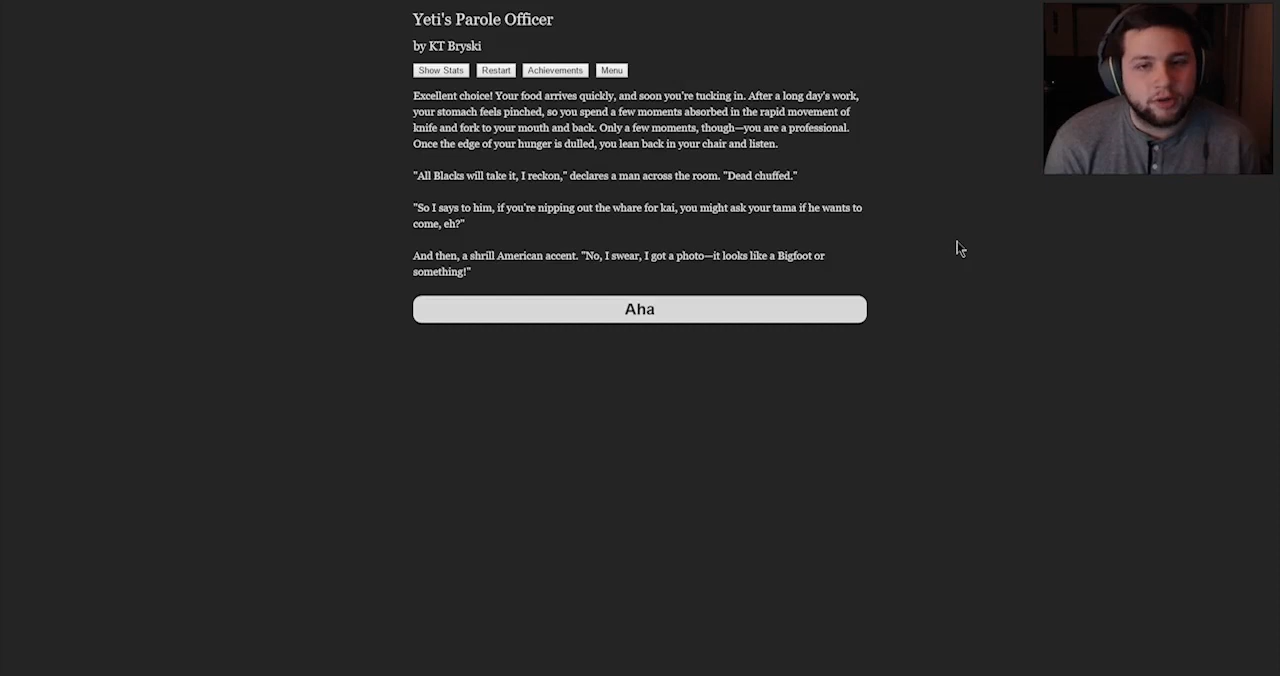 Yeti's Parole Officer
by KT Bryski
Show Stats Restart Achievements Menu
Excellent choice! Your food arrives quickly, and soon you're tucking in. After a long day's work,
your stomach feels pinched, so you spend a few moments absorbed in the rapid movement of
knife and fork to your mouth and back. Only a few moments, though—you are a professional.
Once the edge of your hunger is dulled, you lean back in your chair and listen.
"All Blacks will take it, I reckon," declares a man across the room. "Dead chuffed."
"So I says to him, if you're nipping out the whare for kai, you might ask your tama if he wants to
come, eh?"
And then, a shrill American accent. "No, I swear, I got a photo—it looks like a Bigfoot or
something!"
Aha